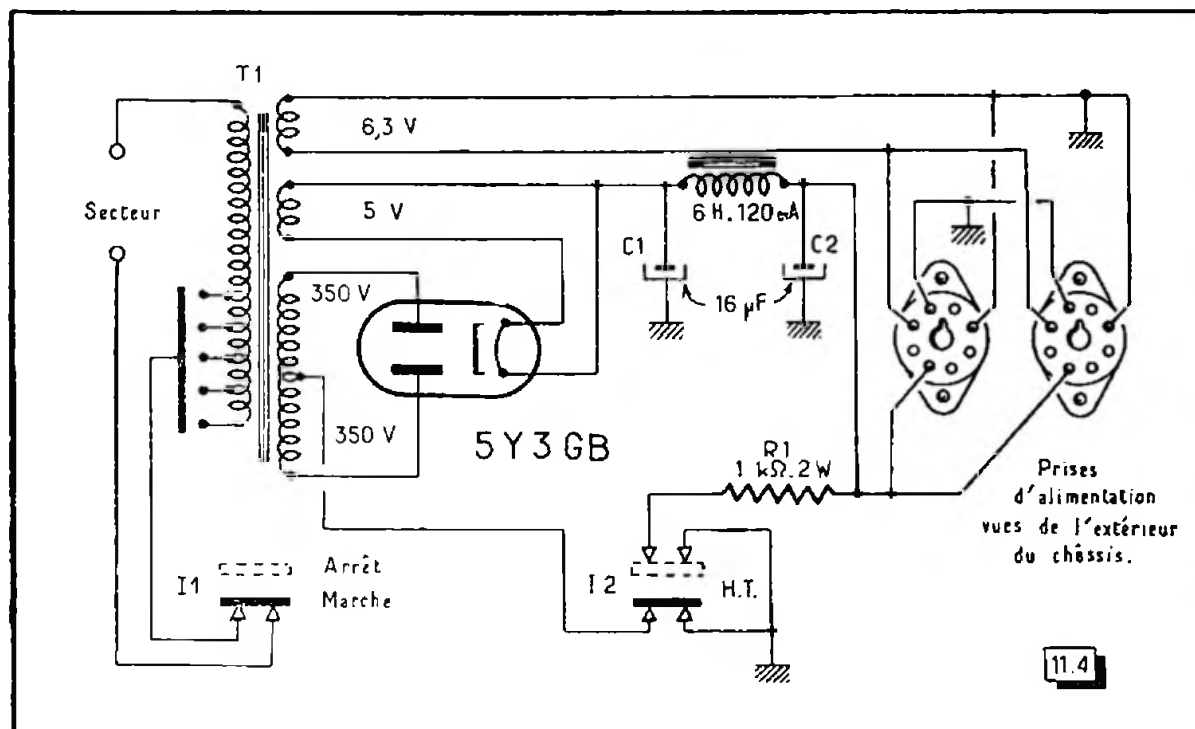 T1
6,3 V
Secteur
5 V
6 H. 120 mA
C1
C2
16 µF
350 V
350 V
5Y3GB
R1
1 kΩ. 2 W
Prises
d'alimentation
vues de l'extérieur
du châssis.
I1
Arrêt
Marche
I2
H.T.
11.4